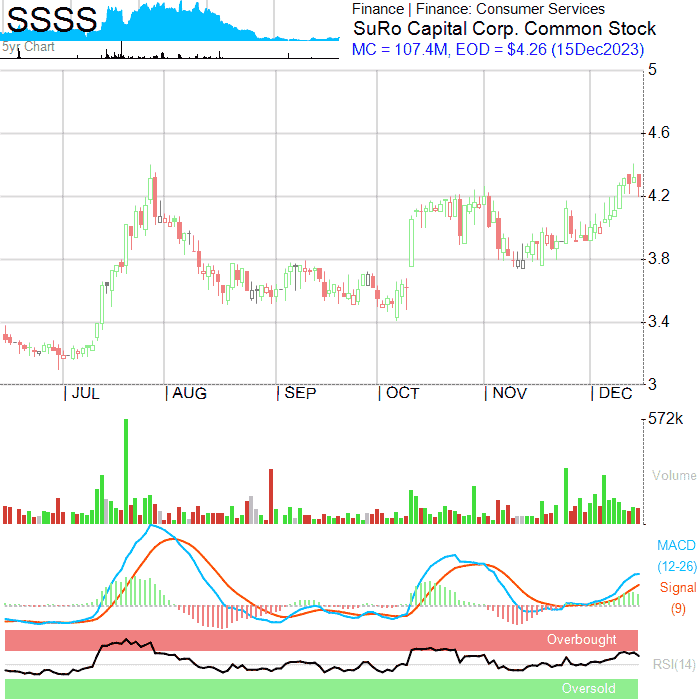 SSSS
5yr Chart
Finance | Finance: Consumer Services
SuRo Capital Corp. Common Stock
MC = 107.4M, EOD = $4.26 (15Dec2023)
5
4.6
4.2
3.8
3.4
3
| JUL | AUG | SEP | OCT | NOV | DEC
572k
Volume
MACD
(12-26)
Signal
(9)
Overbought
RSI(14)
Oversold